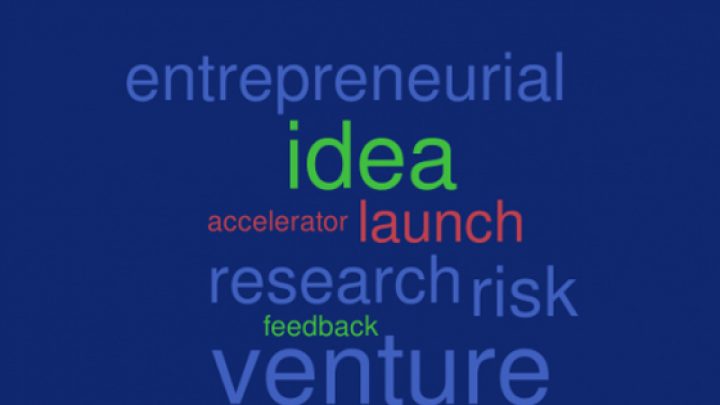 entrepreneurial
idea
accelerator launch
research risk
feedback
venture